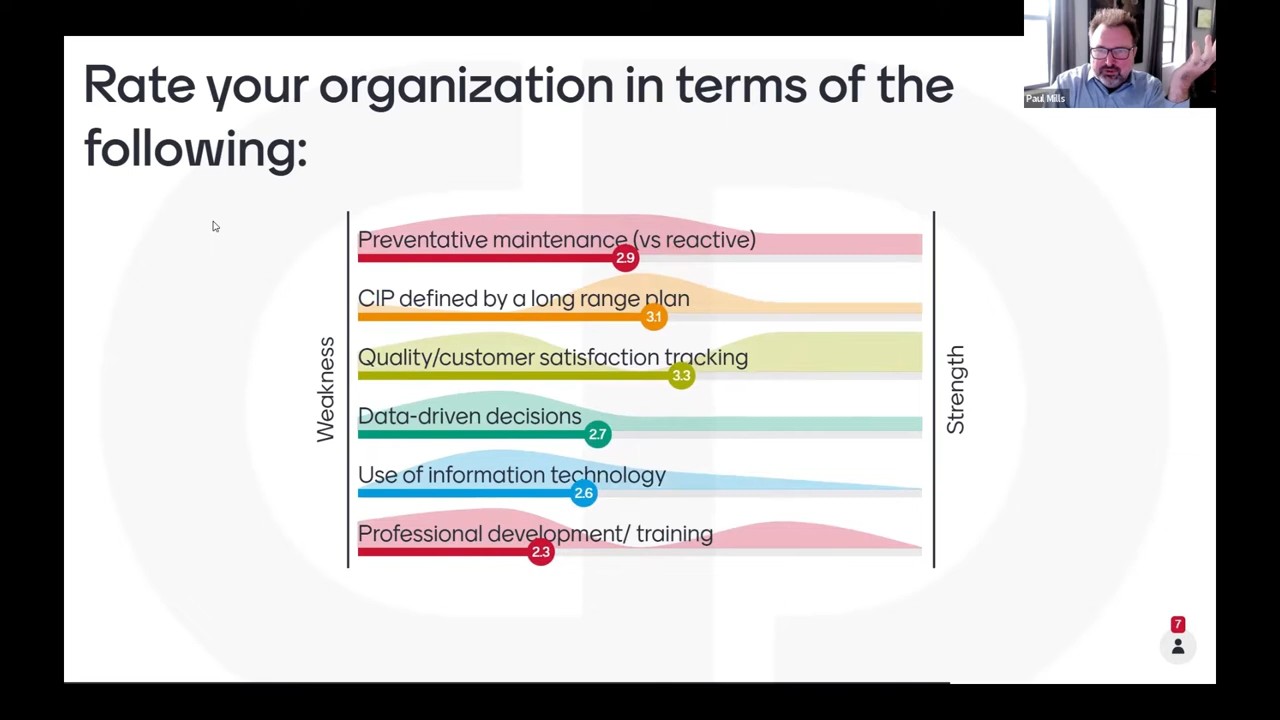 Rate your organization in terms of the
following:
Paul Mills
Preventative maintenance (vs reactive)
2.9
CIP defined by a long range plan
3.1
Quality/customer satisfaction tracking
3.3
Data-driven decisions
2.7
Use of information technology
2.6
Professional development/ training
2.3
Weakness
Strength
7